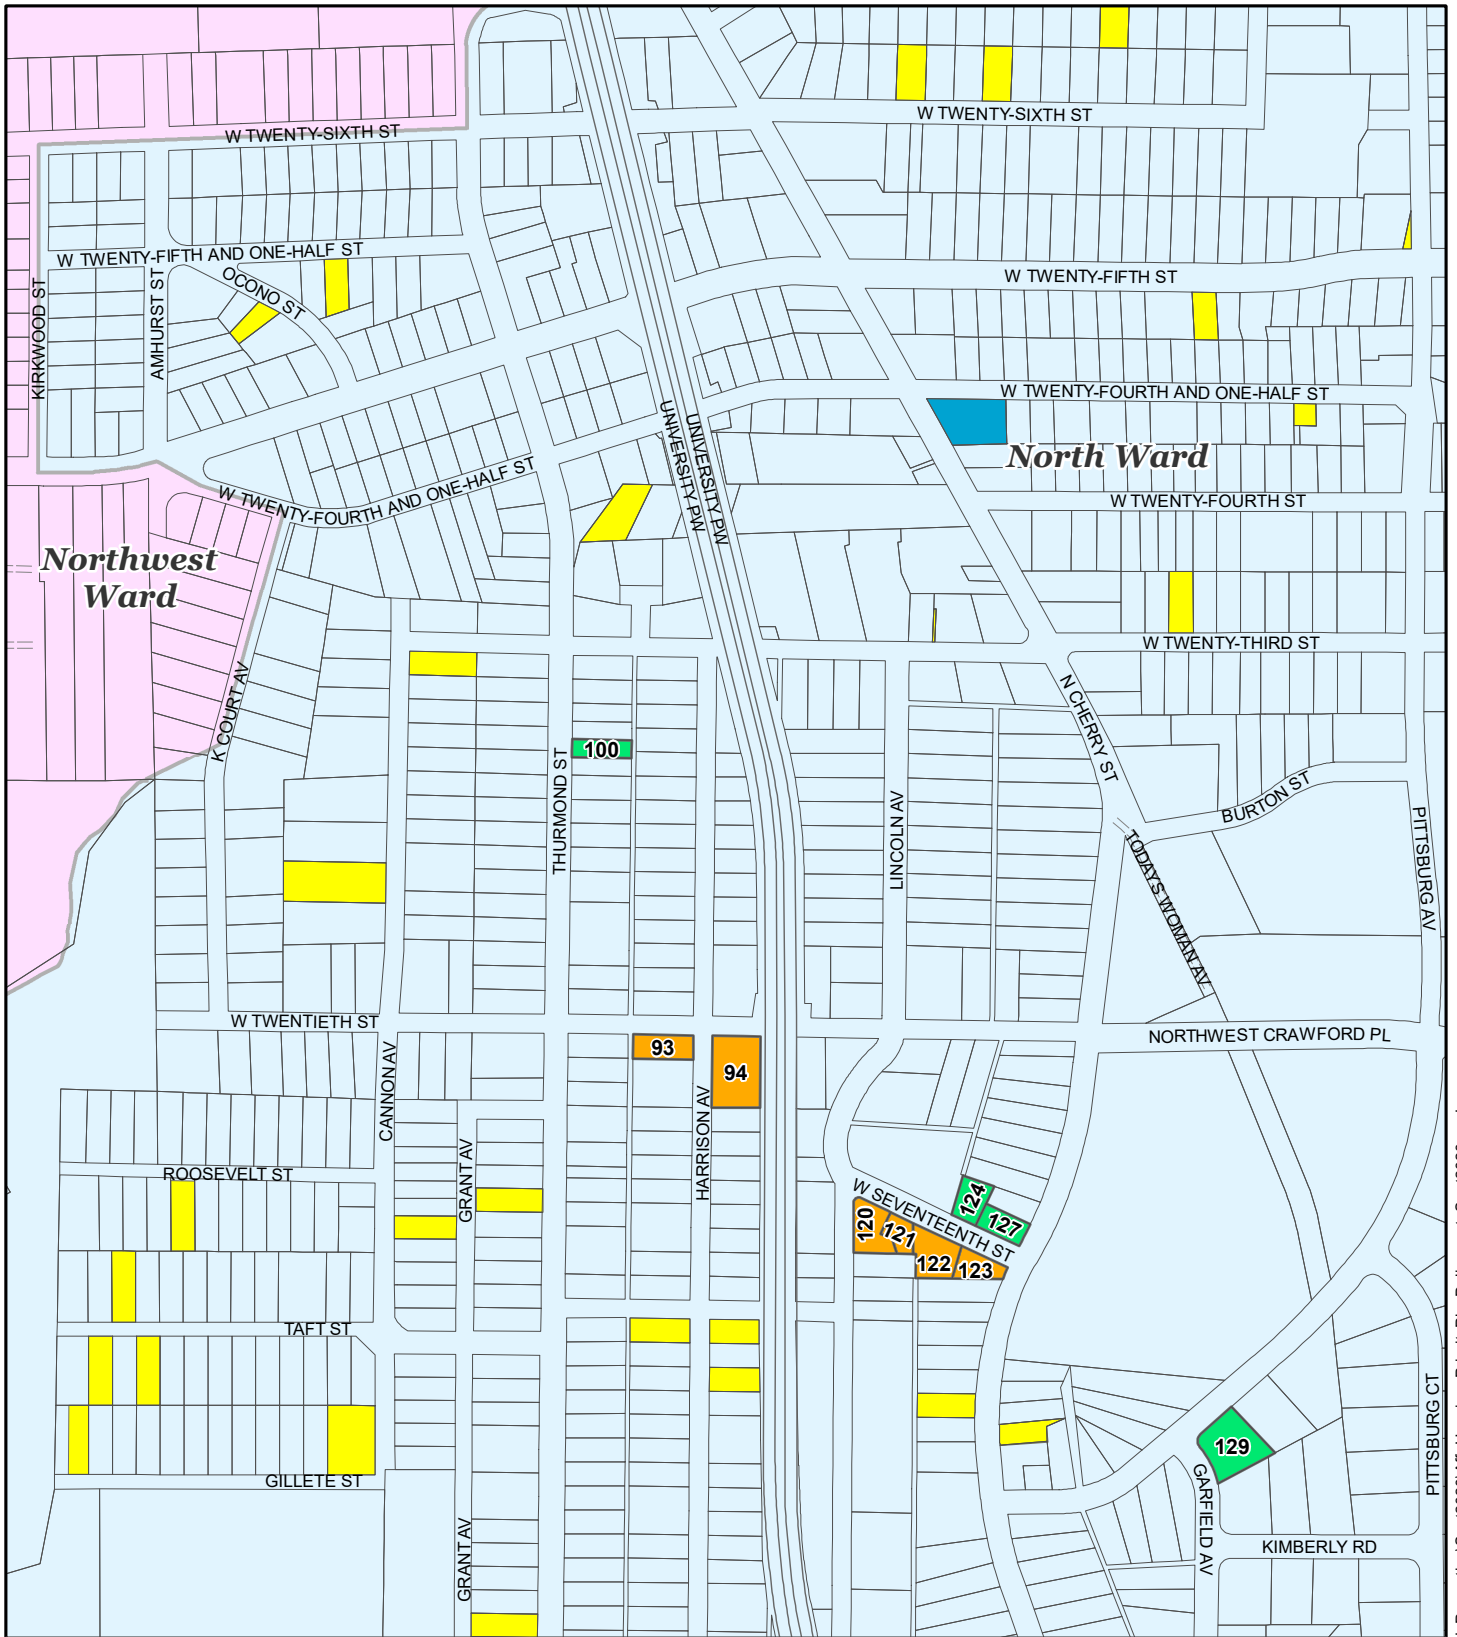 W TWENTY-SIXTH ST
W TWENTY-SIXTH ST
W TWENTY-FIFTH AND ONE-HALF ST
OCONO ST
W TWENTY-FIFTH ST
KIRKWOOD ST
AMHURST ST
W TWENTY-FOURTH AND ONE-HALF ST
UNIVERSITY PW
UNIVERSITY PW
North Ward
W TWENTY-FOURTH AND ONE-HALF ST
W TWENTY-FOURTH ST
Northwest
Ward
W TWENTY-THIRD ST
K COURT AV
N CHERRY ST
100
THURMOND ST
LINCOLN AV
BURTON ST
PITTSBURG AV
TODAYS WOMAN AV
W TWENTIETH ST
NORTHWEST CRAWFORD PL
93
94
CANNON AV
HARRISON AV
GRANT AV
ROOSEVELT ST
W SEVENTEENTH ST
124
127
120
121
122
123
TAFT ST
PITTSBURG CT
129
GILLETE ST
GARFIELD AV
GRANT AV
KIMBERLY RD